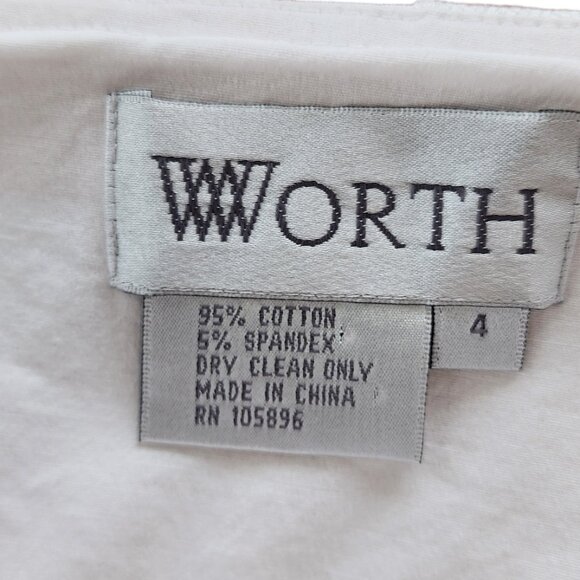 WORTH
95% COTTON
5% SPANDEX
DRY CLEAN ONLY
MADE IN CHINA
RN 105896
4